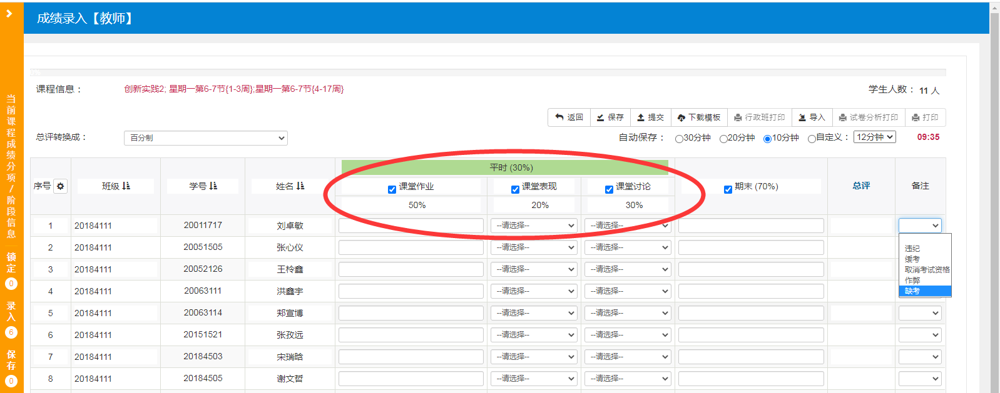 成绩录入【教师】
0%
课程信息： 创新实践2; 星期一第6-7节{1-3周};星期一第6-7节{4-17周} 学生人数： 11 人
返回 保存 提交 下载模板 行政班打印 导入 试卷分析打印 打印
总评转换成： 百分制 自动保存： 30分钟 20分钟 10分钟 自定义： 12分钟 09:35
平时 (30%)
序号 班级 学号 姓名 课堂作业 课堂表现 课堂讨论 期末 (70%) 总评 备注
50% 20% 30%
1 20184111 20011717 刘卓敏 --请选择-- --请选择--
2 20184111 20051505 张心仪 --请选择-- --请选择--
3 20184111 20052126 王柃鑫 --请选择-- --请选择--
4 20184111 20063111 洪鑫宇 --请选择-- --请选择--
5 20184111 20063114 郏宣博 --请选择-- --请选择--
6 20184111 20151521 张孜远 --请选择-- --请选择--
7 20184111 20184503 宋瑞晗 --请选择-- --请选择--
8 20184111 20184505 谢文哲 --请选择-- --请选择--
违纪
缓考
取消考试资格
作弊
缺考
当前课程成绩分项/阶段信息
锁定 0
录入 6
保存 0